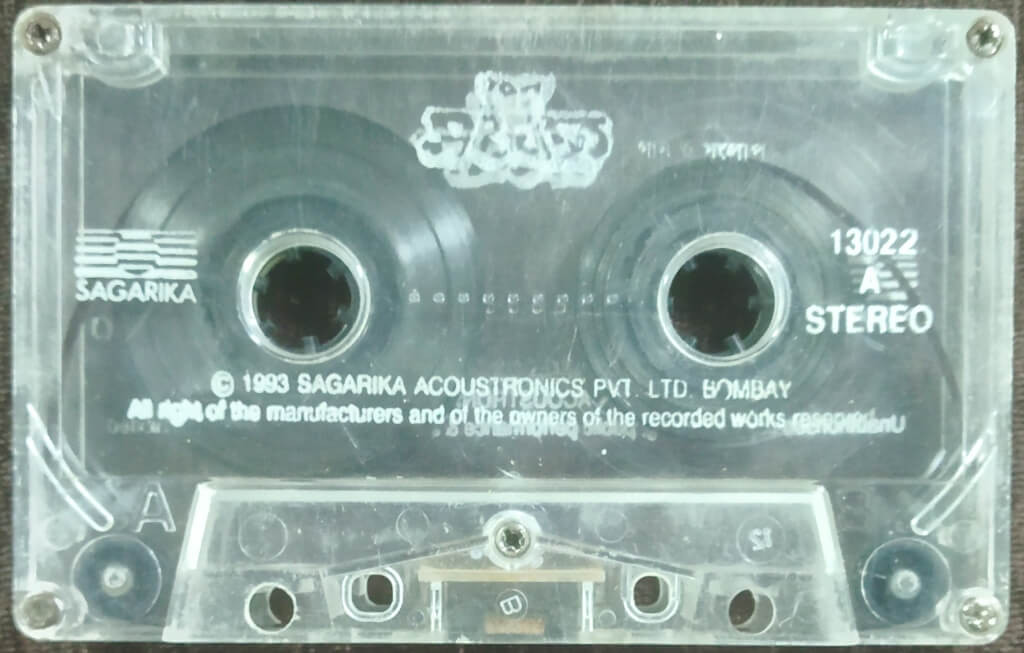 SAGARIKA
13022
A
STEREO
© 1993 SAGARIKA ACOUSTRONICS PVT. LTD. BOMBAY
All right of the manufacturers and of the owners of the recorded works reserved.
A
B